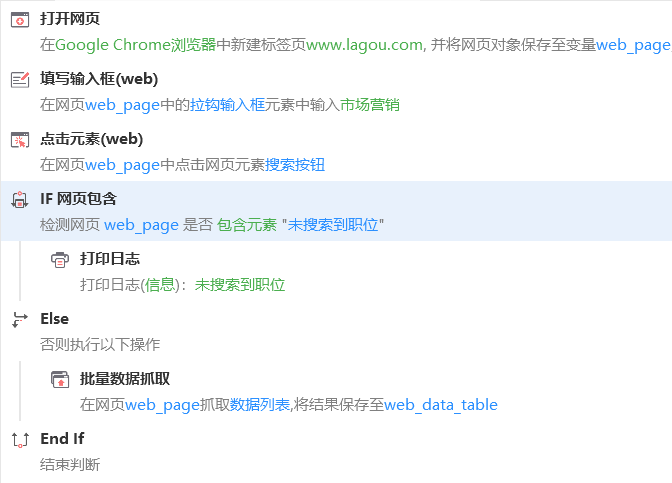 打开网页
在Google Chrome浏览器中新建标签页www.lagou.com, 并将网页对象保存至变量web_page
填写输入框(web)
在网页web_page中的拉钩输入框元素中输入市场营销
点击元素(web)
在网页web_page中点击网页元素搜索按钮
IF 网页包含
检测网页 web_page 是否 包含元素 "未搜索到职位"
打印日志
打印日志(信息)：未搜索到职位
Else
否则执行以下操作
批量数据抓取
在网页web_page抓取数据列表,将结果保存至web_data_table
End If
结束判断